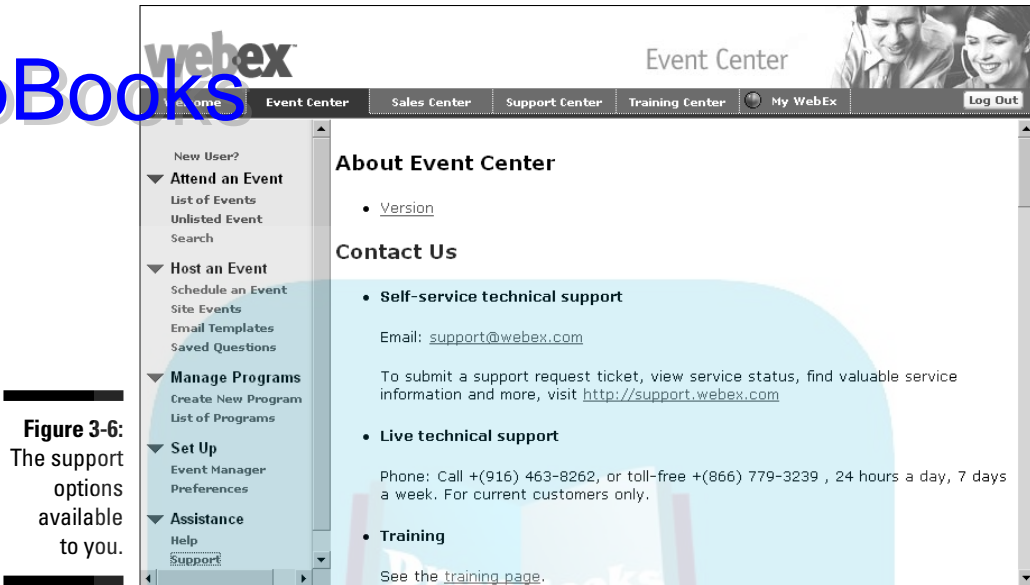 webex
Event Center
oBooks
Welcome
Event Center
Sales Center
Support Center
Training Center
My WebEx
Log Out
New User?
Attend an Event
List of Events
Unlisted Event
Search
Host an Event
Schedule an Event
Site Events
Email Templates
Saved Questions
Manage Programs
Create New Program
List of Programs
Set Up
Event Manager
Preferences
Assistance
Help
Support
About Event Center
• Version
Contact Us
• Self-service technical support
Email: support@webex.com
To submit a support request ticket, view service status, find valuable service
information and more, visit http://support.webex.com
• Live technical support
Phone: Call +(916) 463-8262, or toll-free +(866) 779-3239 , 24 hours a day, 7 days
a week. For current customers only.
• Training
See the training page.
Figure 3-6:
The support
options
available
to you.